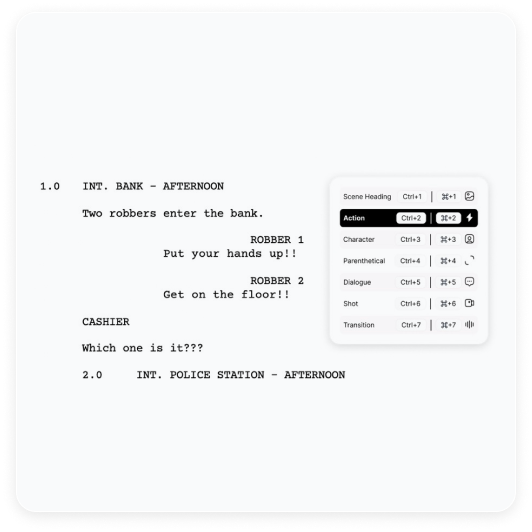 1.0 INT. BANK – AFTERNOON
Two robbers enter the bank.
ROBBER 1
Put your hands up!!
ROBBER 2
Get on the floor!!
CASHIER
Which one is it???
2.0 INT. POLICE STATION – AFTERNOON
Scene Heading Ctrl+1 | ⌘+1
Action Ctrl+2 | ⌘+2
Character Ctrl+3 | ⌘+3
Parenthetical Ctrl+4 | ⌘+4
Dialogue Ctrl+5 | ⌘+5
Shot Ctrl+6 | ⌘+6
Transition Ctrl+7 | ⌘+7